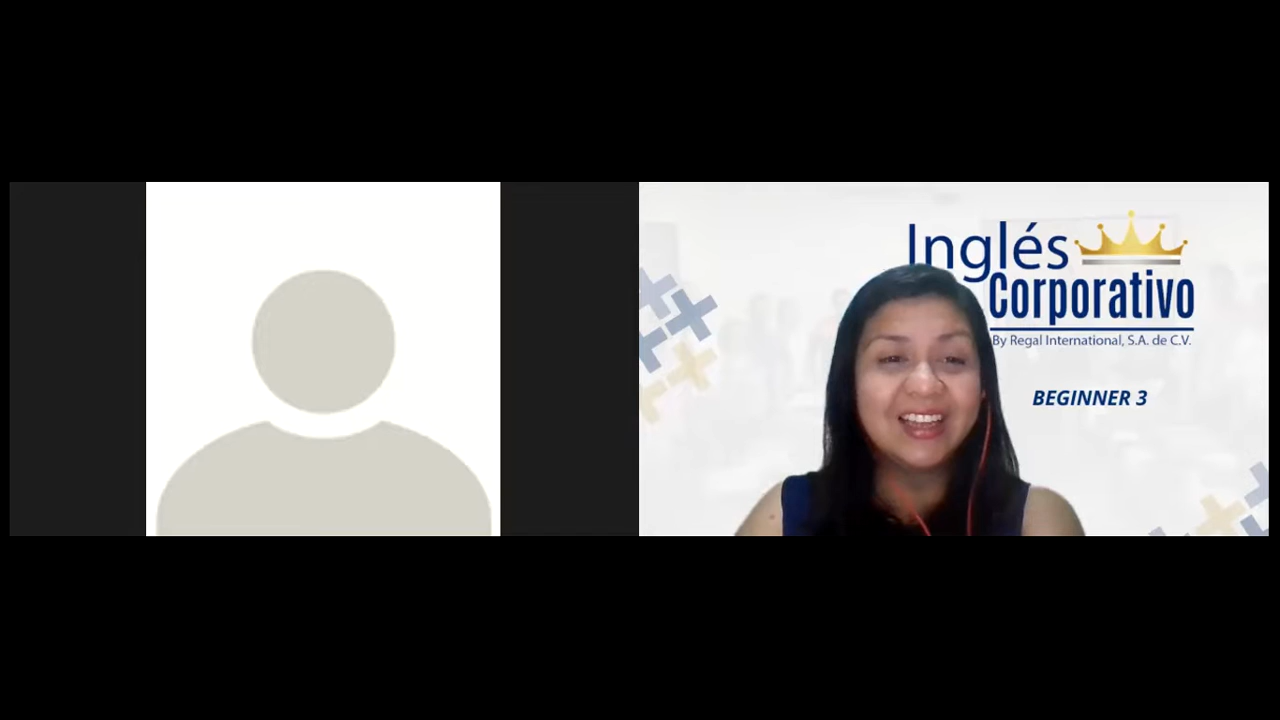 Inglés
Corporativo
By Regal International, S.A. de C.V.
BEGINNER 3